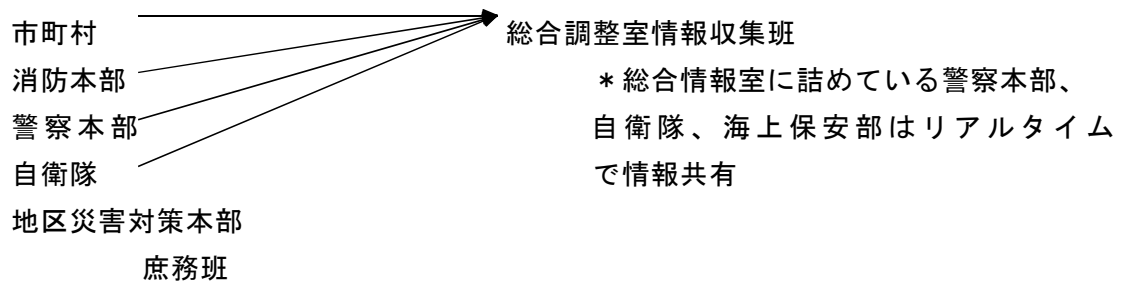 市町村
消防本部
警察本部
自衛隊
地区災害対策本部
庶務班
総合調整室情報収集班
＊総合情報室に詰めている警察本部、
自衛隊、海上保安部はリアルタイム
で情報共有